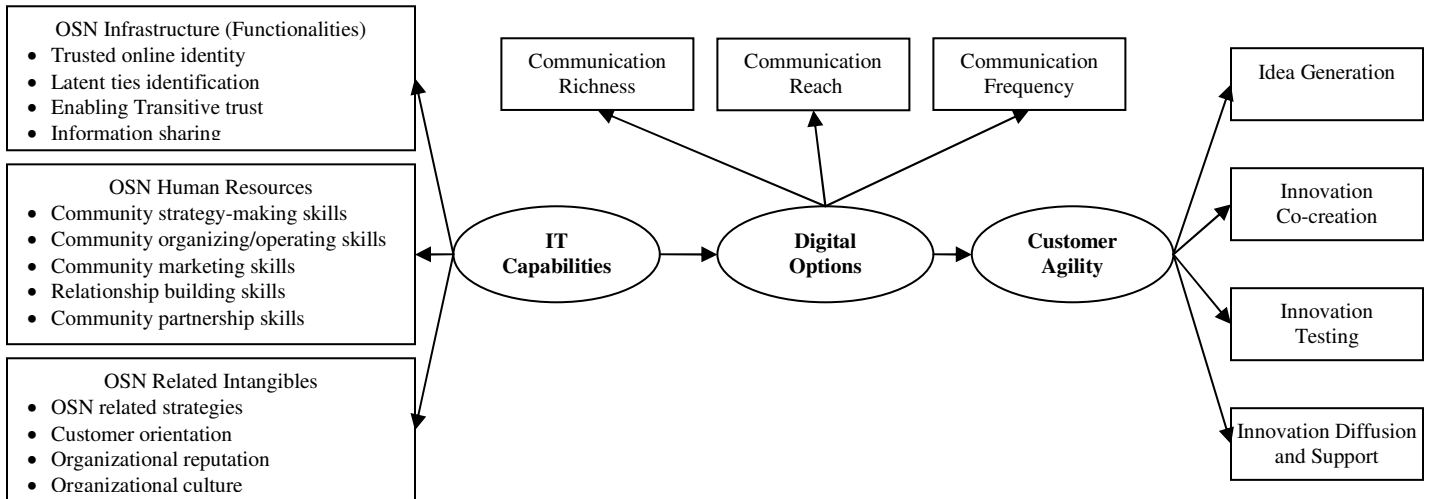 OSN Infrastructure (Functionalities)
• Trusted online identity
• Latent ties identification
• Enabling Transitive trust
• Information sharing
OSN Human Resources
• Community strategy-making skills
• Community organizing/operating skills
• Community marketing skills
• Relationship building skills
• Community partnership skills
OSN Related Intangibles
• OSN related strategies
• Customer orientation
• Organizational reputation
• Organizational culture
IT
Capabilities
Communication
Richness
Communication
Reach
Communication
Frequency
Digital
Options
Customer
Agility
Idea Generation
Innovation
Co-creation
Innovation
Testing
Innovation Diffusion
and Support